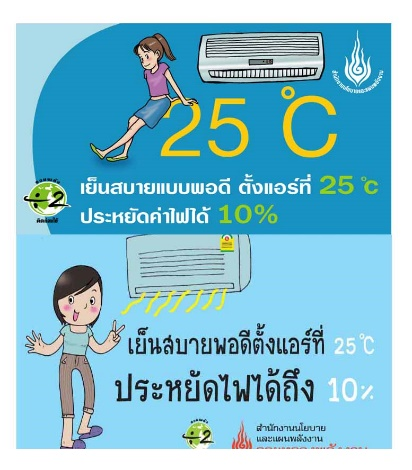 25 °C
เย็นสบายแบบพอดี ตั้งแอร์ที่ 25 °C
ประหยัดค่าไฟได้ 10%
÷2
เย็นสบายพอดีตั้งแอร์ที่ 25 °C
ประหยัดไฟได้ถึง 10%
÷2
สำนักงานนโยบาย
และแผนพลังงาน